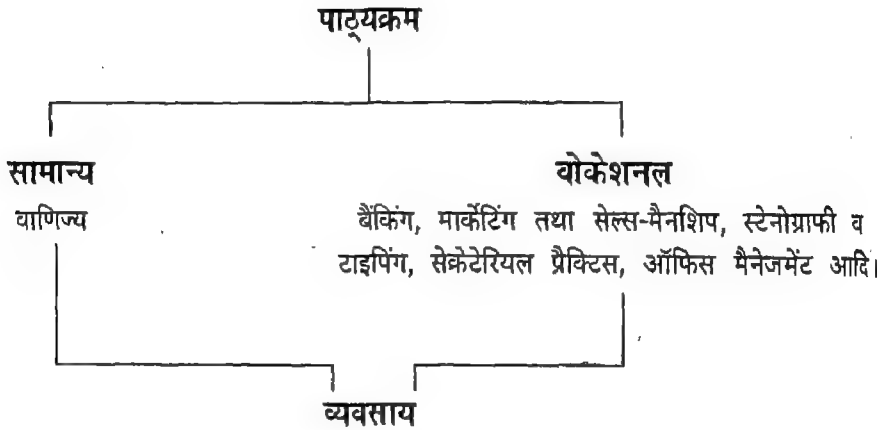 पाठ्यक्रम
सामान्य
वाणिज्य
वोकेशनल
बैंकिंग, मार्केटिंग तथा सेल्स-मैनशिप, स्टेनोग्राफी व
टाइपिंग, सेक्रेटेरियल प्रैक्टिस, ऑफिस मैनेजमेंट आदि।
व्यवसाय